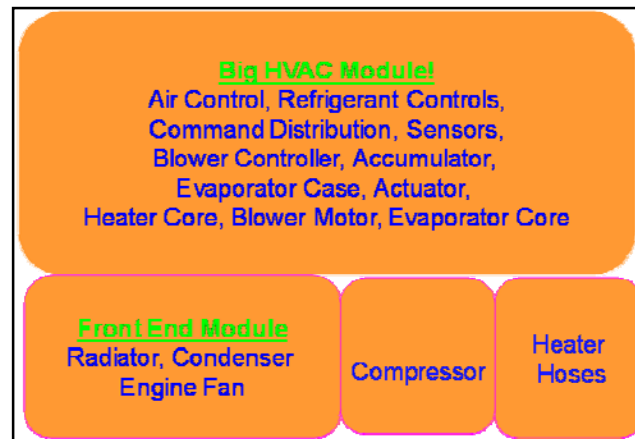 Big HVAC Module!
Air Control, Refrigerant Controls,
Command Distribution, Sensors,
Blower Controller, Accumulator,
Evaporator Case, Actuator,
Heater Core, Blower Motor, Evaporator Core
Front End Module
Radiator, Condenser
Engine Fan
Compressor
Heater
Hoses